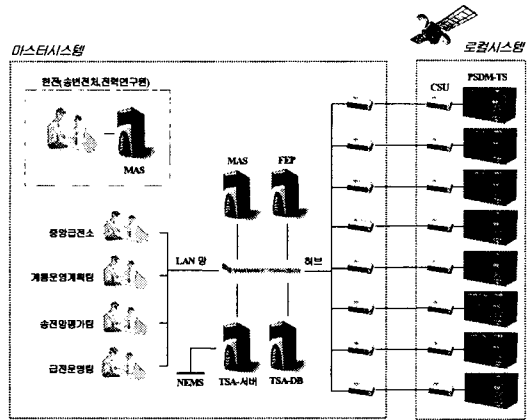 마스터시스템
로컬시스템
한전(송변전처,전력연구원)
MAS
CSU
PSDM-TS
MAS
FEP
중앙급전소
LAN 망
허브
계통운영계획팀
송전망평가팀
급전운영팀
NEMS
TSA-서버
TSA-DB